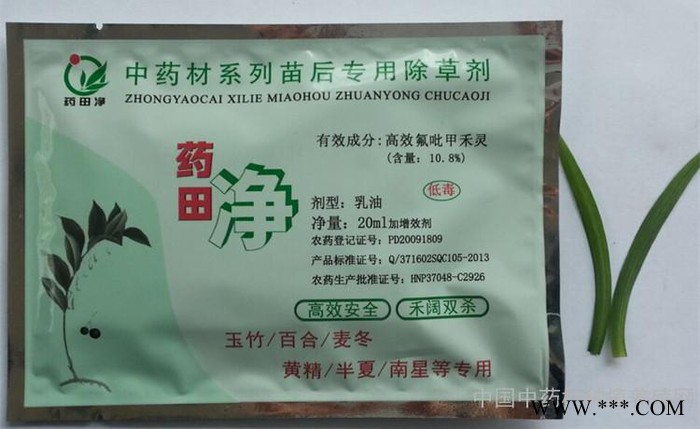 药田净
中药材系列苗后专用除草剂
ZHONGYAOCAI XILIE MIAOHOU ZHUANYONG CHUCAOJI
有效成分:高效氟吡甲禾灵
(含量:10.8%)
药田净
低毒
剂型:乳油
净量:20ml加增效剂
农药登记证号:PD20091809
产品标准证号:Q/371602SQC105-2013
农药生产批准证号:HNP37048-C2926
高效安全 禾阔双杀
玉竹/百合/麦冬
黄精/半夏/南星等专用
中国中药
WWW.***.COM